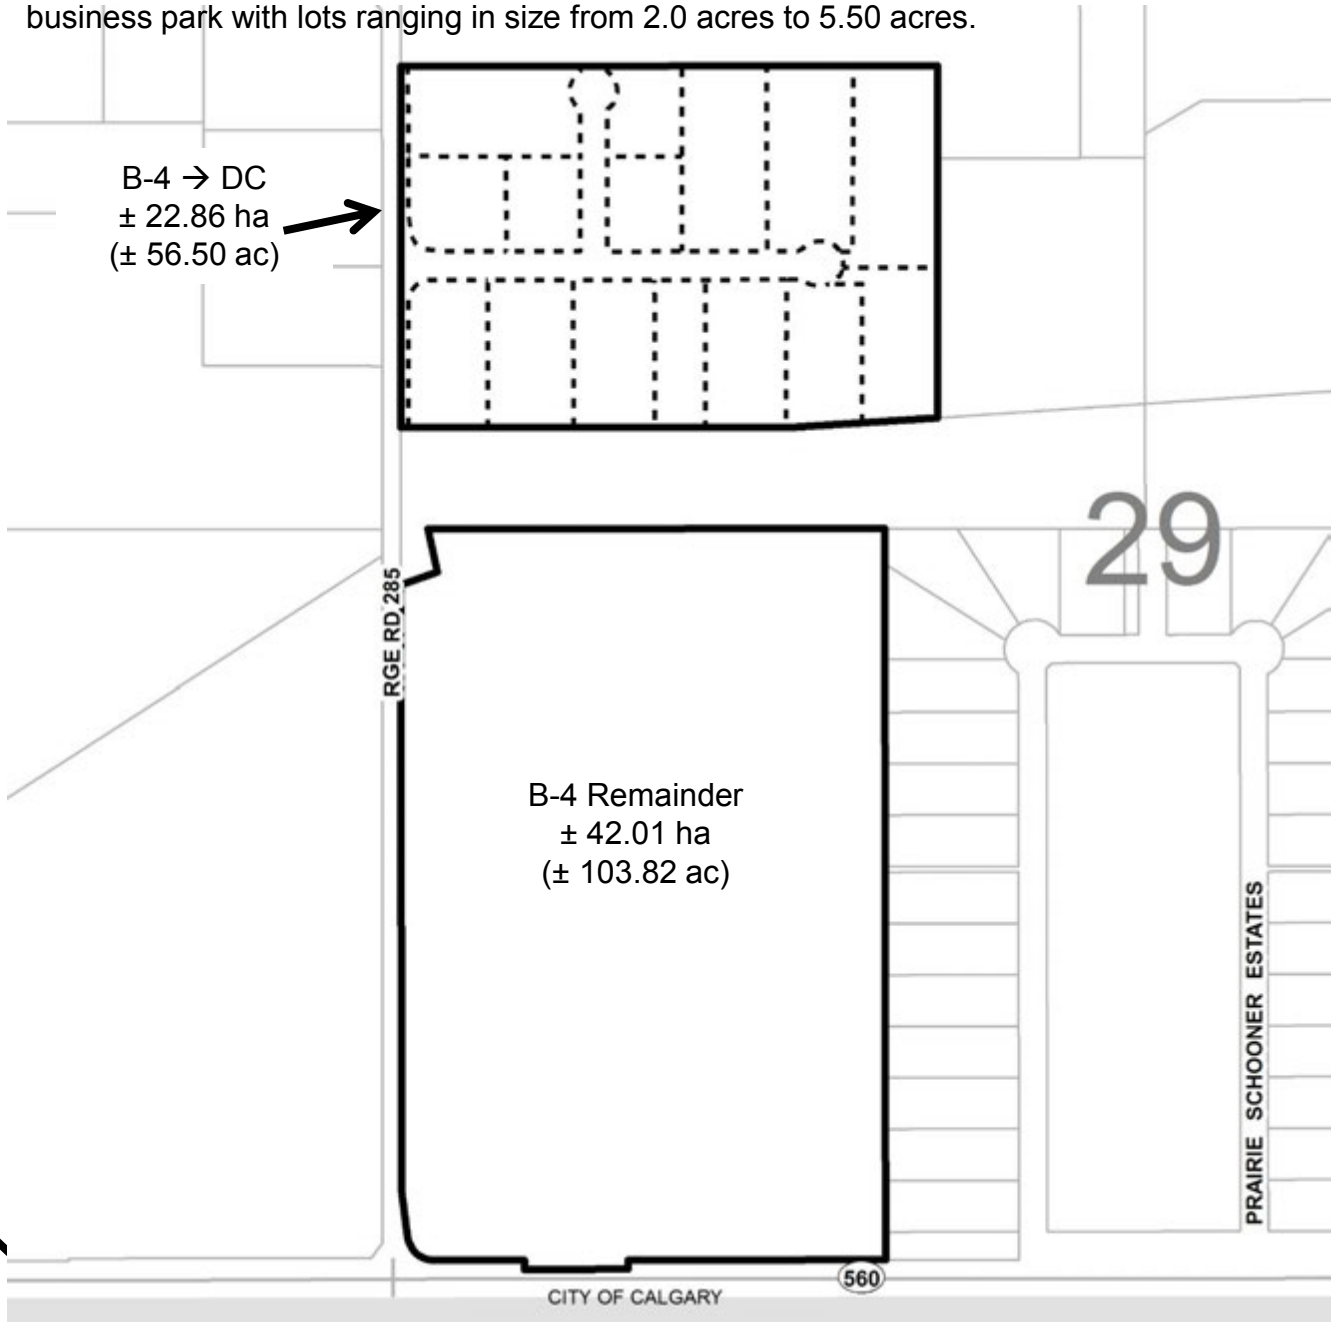 business park with lots ranging in size from 2.0 acres to 5.50 acres.
B-4 → DC
± 22.86 ha
(± 56.50 ac)
29
RGE RD 285
B-4 Remainder
± 42.01 ha
(± 103.82 ac)
PRAIRIE SCHOONER ESTATES
560
CITY OF CALGARY